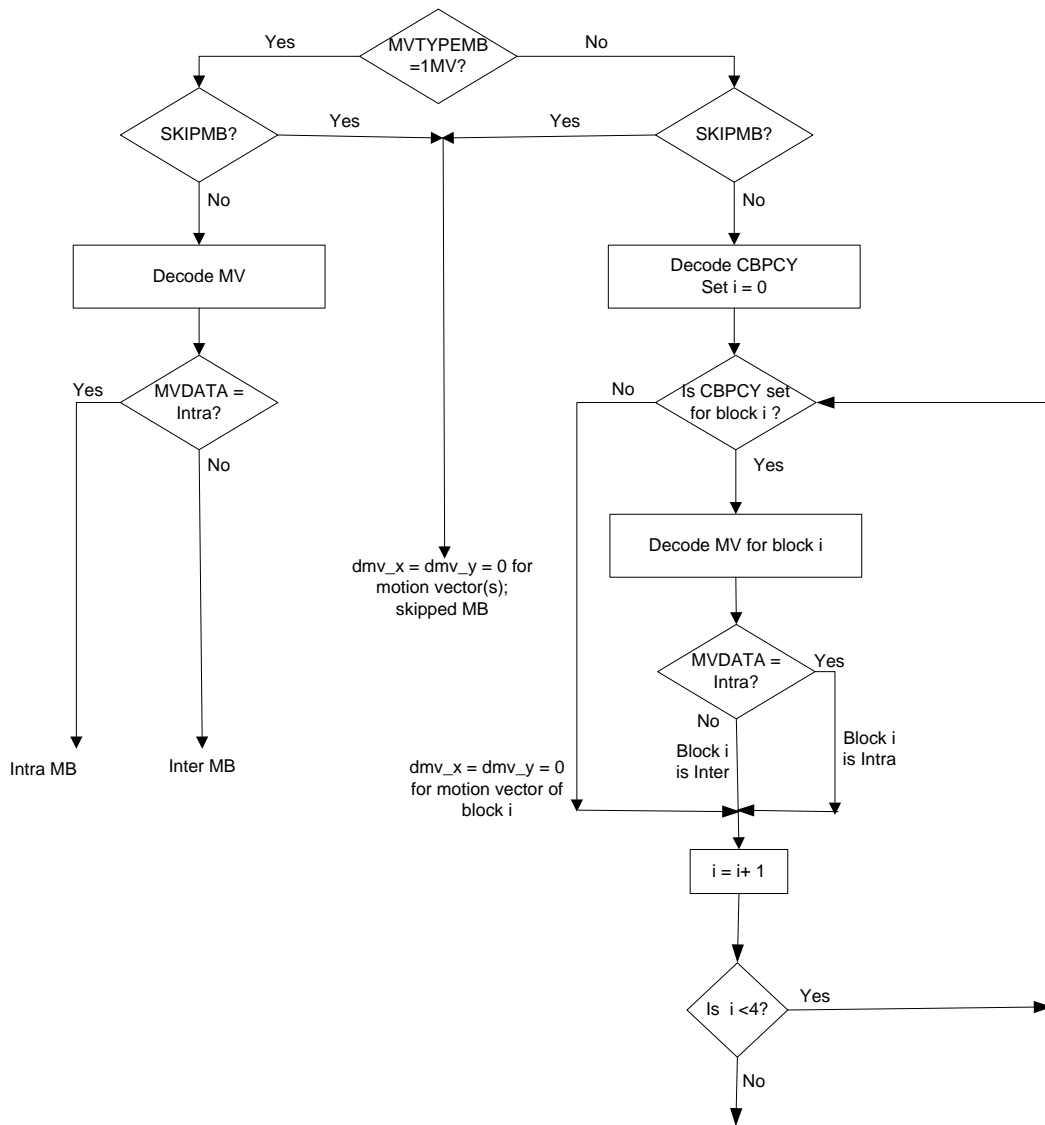 Yes
MVTYPEMB
=1MV?
No
SKIPMB?
Yes
Yes
SKIPMB?
No
No
Decode MV
Decode CBPCY
Set i = 0
Yes
MVDATA =
Intra?
No
No
Is CBPCY set
for block i ?
Yes
Decode MV for block i
dmv_x = dmv_y = 0 for
motion vector(s);
skipped MB
MVDATA =
Intra?
Yes
No
Block i
is Inter
Block i
is Intra
Intra MB
Inter MB
dmv_x = dmv_y = 0
for motion vector of
block i
i = i+ 1
Is i <4?
Yes
No